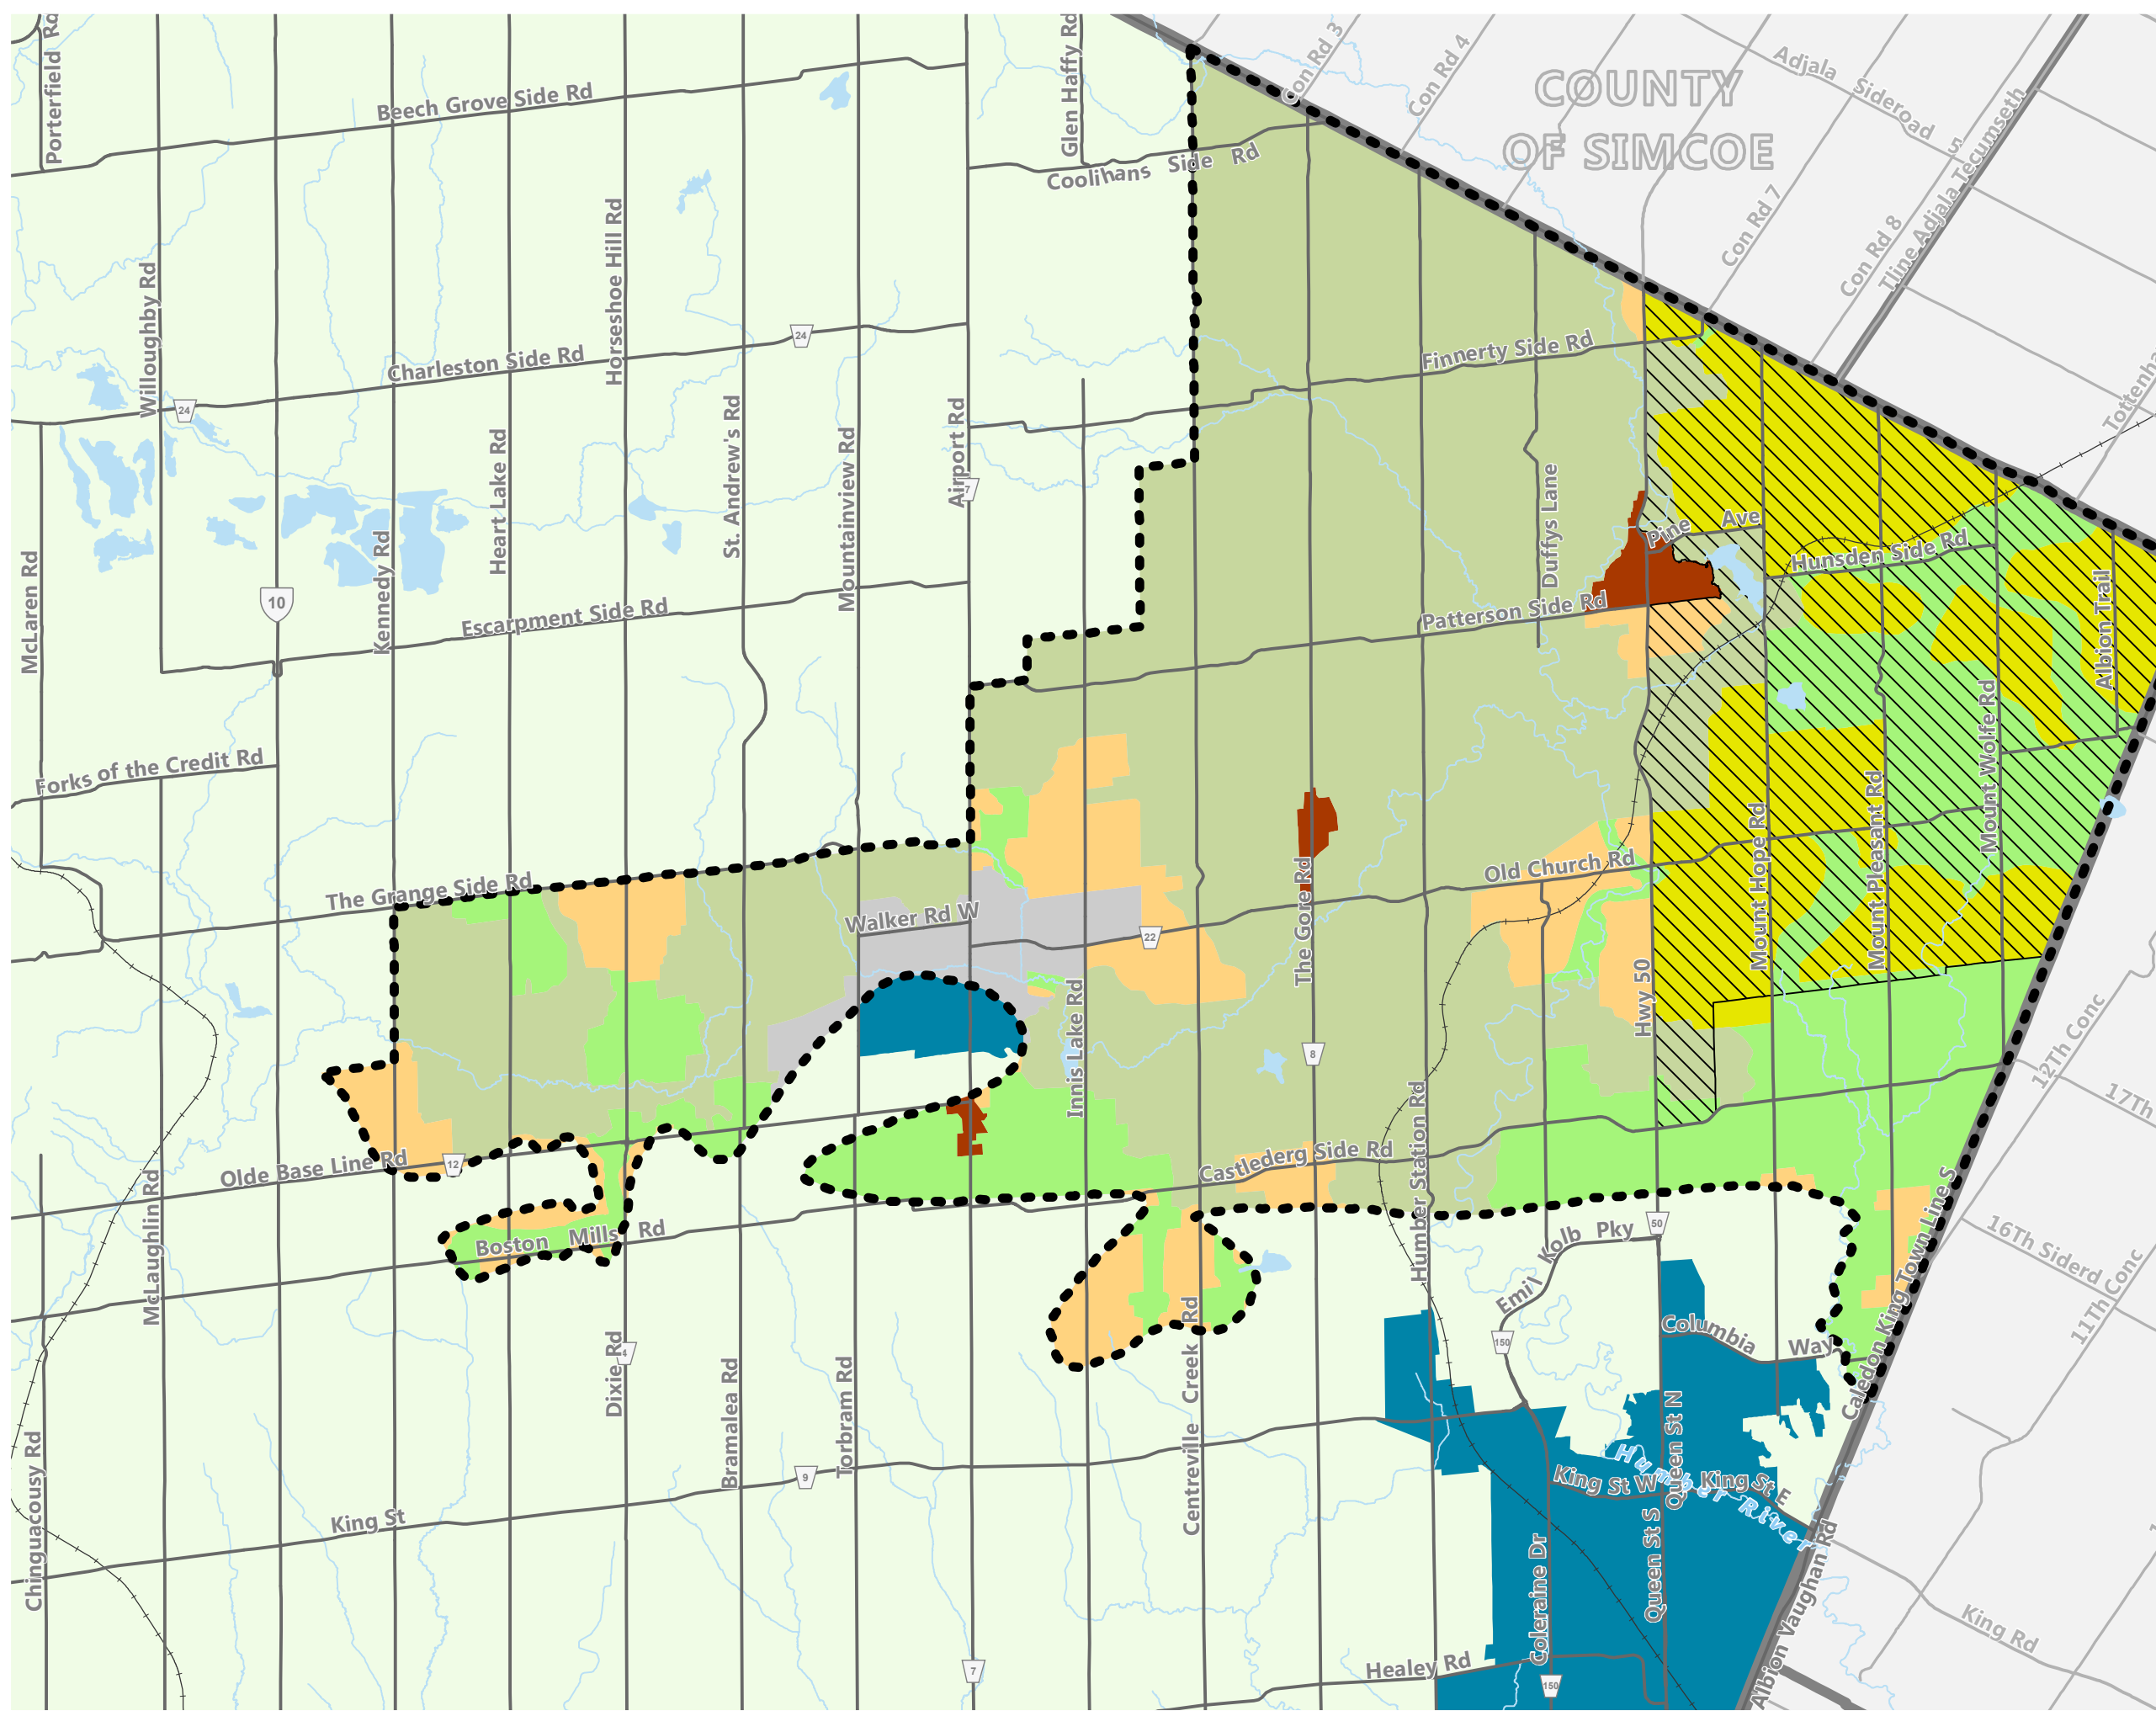 Porterfield Rd
Beech Grove Side Rd
Glen Haffy Rd
Coolihans Side Rd
Con Rd 3
Con Rd 4
COUNTY
OF SIMCOE
Adjala Sideroad
5
Tline Adjala Tecumseth
Con Rd 7
Con Rd 8
Willoughby Rd
Horseshoe Hill Rd
24
Charleston Side Rd
24
Finnerty Side Rd
Heart Lake Rd
St. Andrew's Rd
Mountainview Rd
Airport Rd
7
Duffys Lane
Pine Ave
Hunsden Side Rd
Albion Trail
McLaren Rd
10
Kennedy Rd
Escarpment Side Rd
Patterson Side Rd
Forks of the Credit Rd
Mount Wolfe Rd
Mount Pleasant Rd
Mount Hope Rd
The Grange Side Rd
Walker Rd W
22
The Gore Rd
Old Church Rd
Hwy 50
Innis Lake Rd
8
Humber Station Rd
12Th Conc
17Th
Olde Base Line Rd
12
McLaughlin Rd
Castlederg Side Rd
Boston Mills Rd
Emil Kolb Pky
50
16Th Siderd
11Th Conc
Caledon King Town Line S
Dixie Rd
4
Bramalea Rd
Torbram Rd
Centreville Creek Rd
150
Columbia Way
Chinguacousy Rd
King St
9
Humber River
King St W
Queen St N
King St E
Queen St S
Coleraine Dr
King Rd
Albion Vaughan Rd
7
Healey Rd
150